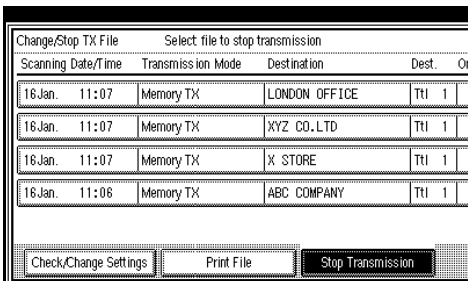 Change/Stop TX File Select file to stop transmission
Scanning Date/Time Transmission Mode Destination Dest.
16Jan. 11:07 Memory TX LONDON OFFICE Ttl 1
16Jan. 11:07 Memory TX XYZ CO.LTD Ttl 1
16Jan. 11:07 Memory TX X STORE Ttl 1
16Jan. 11:06 Memory TX ABC COMPANY Ttl 1
Check/Change Settings Print File Stop Transmission